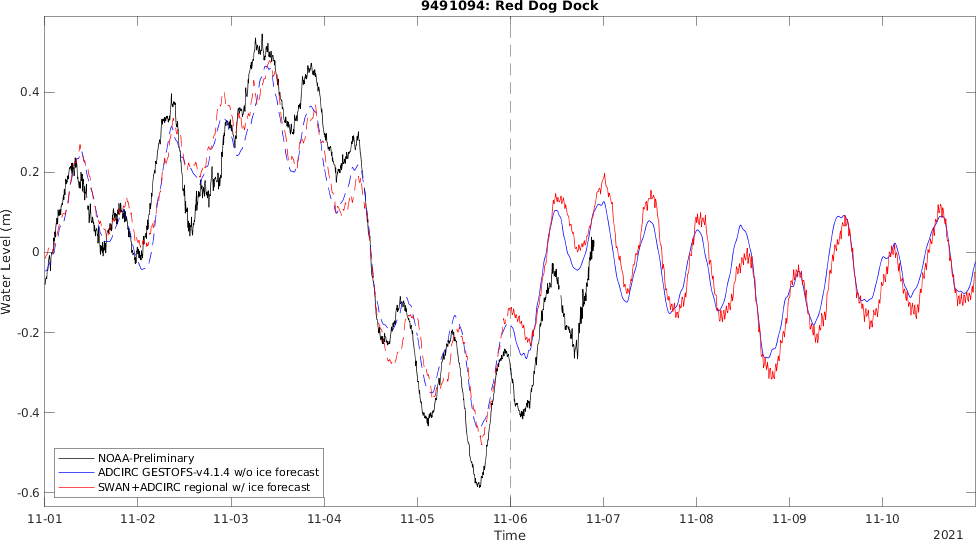 9491094: Red Dog Dock
Water Level (m)
0.4
0.2
0
-0.2
-0.4
-0.6
NOAA-Preliminary
ADCIRC GESTOFS-v4.1.4 w/o ice forecast
SWAN+ADCIRC regional w/ ice forecast
11-01 11-02 11-03 11-04 11-05 11-06 11-07 11-08 11-09 11-10
Time
2021